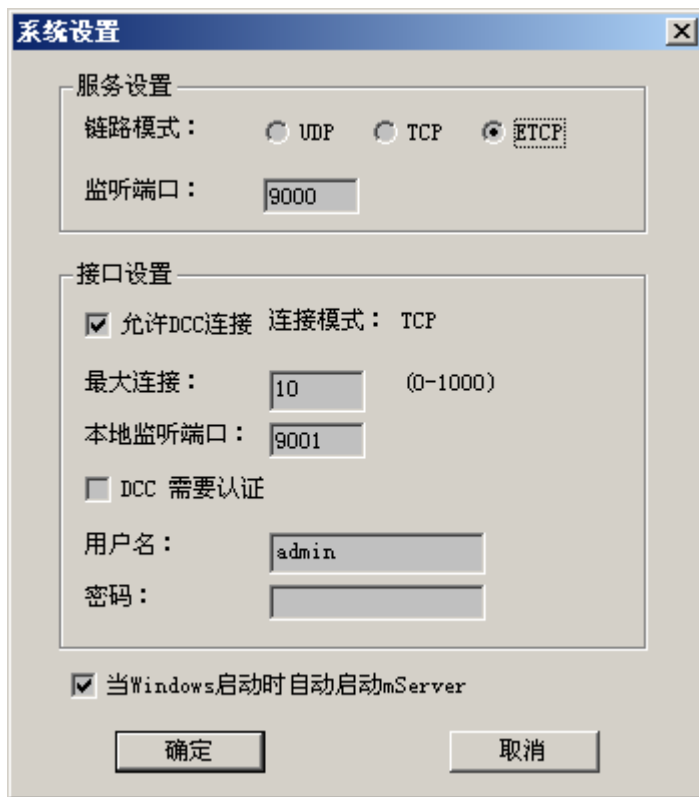 系统设置
服务设置
链路模式： UDP TCP ETCP
监听端口： 9000
接口设置
允许DCC连接 连接模式： TCP
最大连接： 10 (0-1000)
本地监听端口： 9001
DCC 需要认证
用户名： admin
密码：
当Windows启动时自动启动mServer
确定 取消